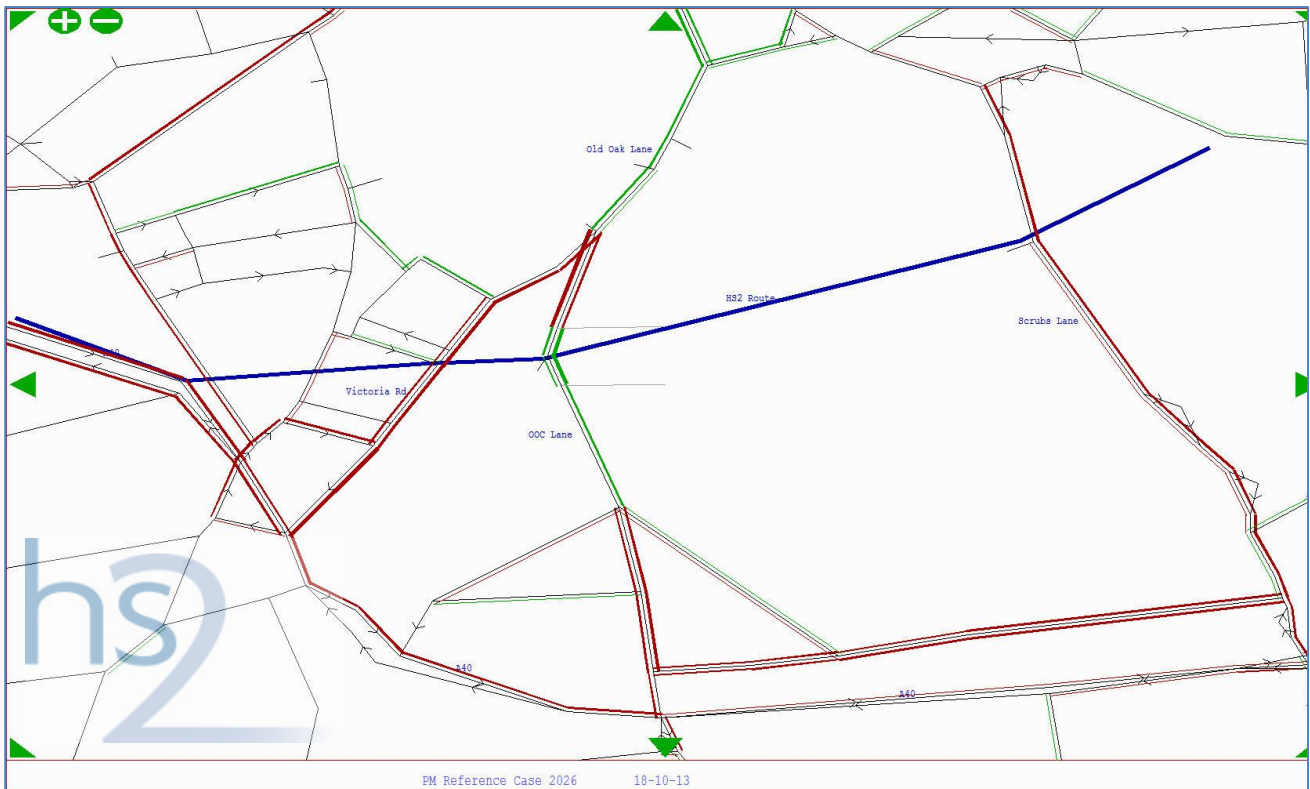 Old Oak Lane
HS2 Route
Scrubs Lane
Victoria Rd
OOC Lane
hs2
A40
A40
PM Reference Case 2026 18-10-13